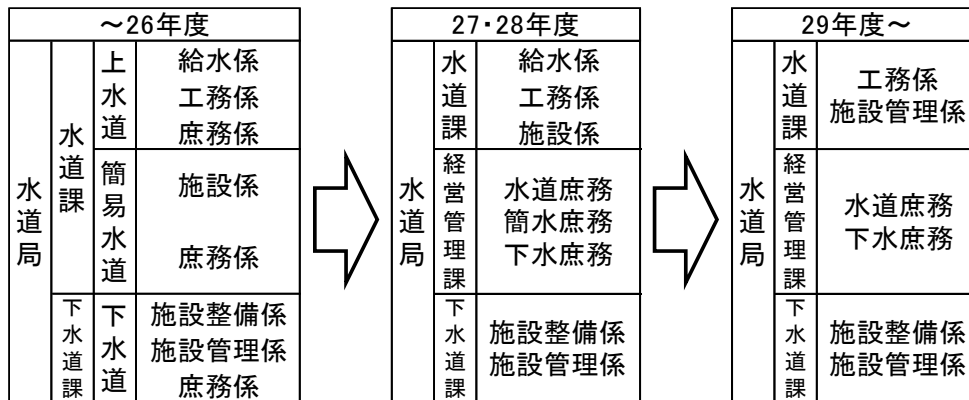 ～26年度
水道局
水道課
上水道
給水係
工務係
庶務係
簡易水道
施設係
庶務係
下水道課
下水道
施設整備係
施設管理係
庶務係
27・28年度
水道局
水道課
給水係
工務係
施設係
経営管理課
水道庶務
簡水庶務
下水庶務
下水道課
施設整備係
施設管理係
29年度～
水道局
水道課
工務係
施設管理係
経営管理課
水道庶務
下水庶務
下水道課
施設整備係
施設管理係